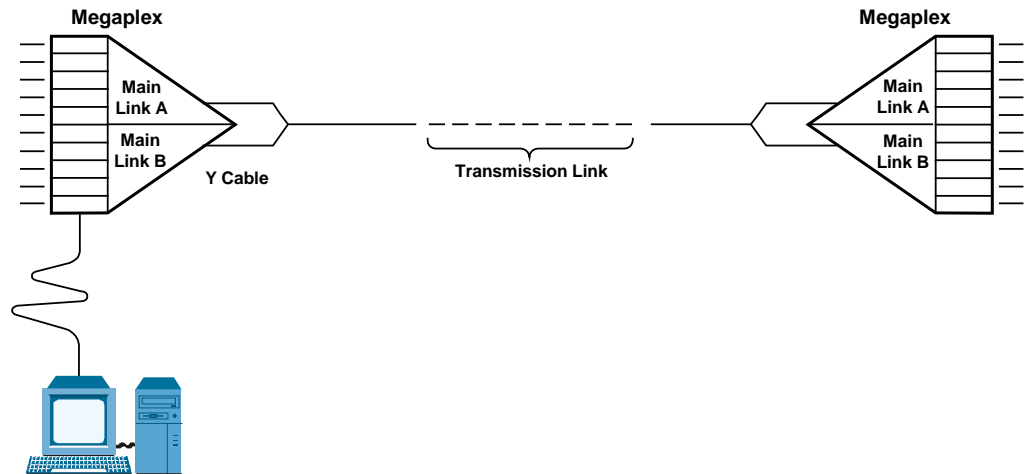 Megaplex
Megaplex
Main
Link A
Main
Link B
Y Cable
Transmission Link
Main
Link A
Main
Link B